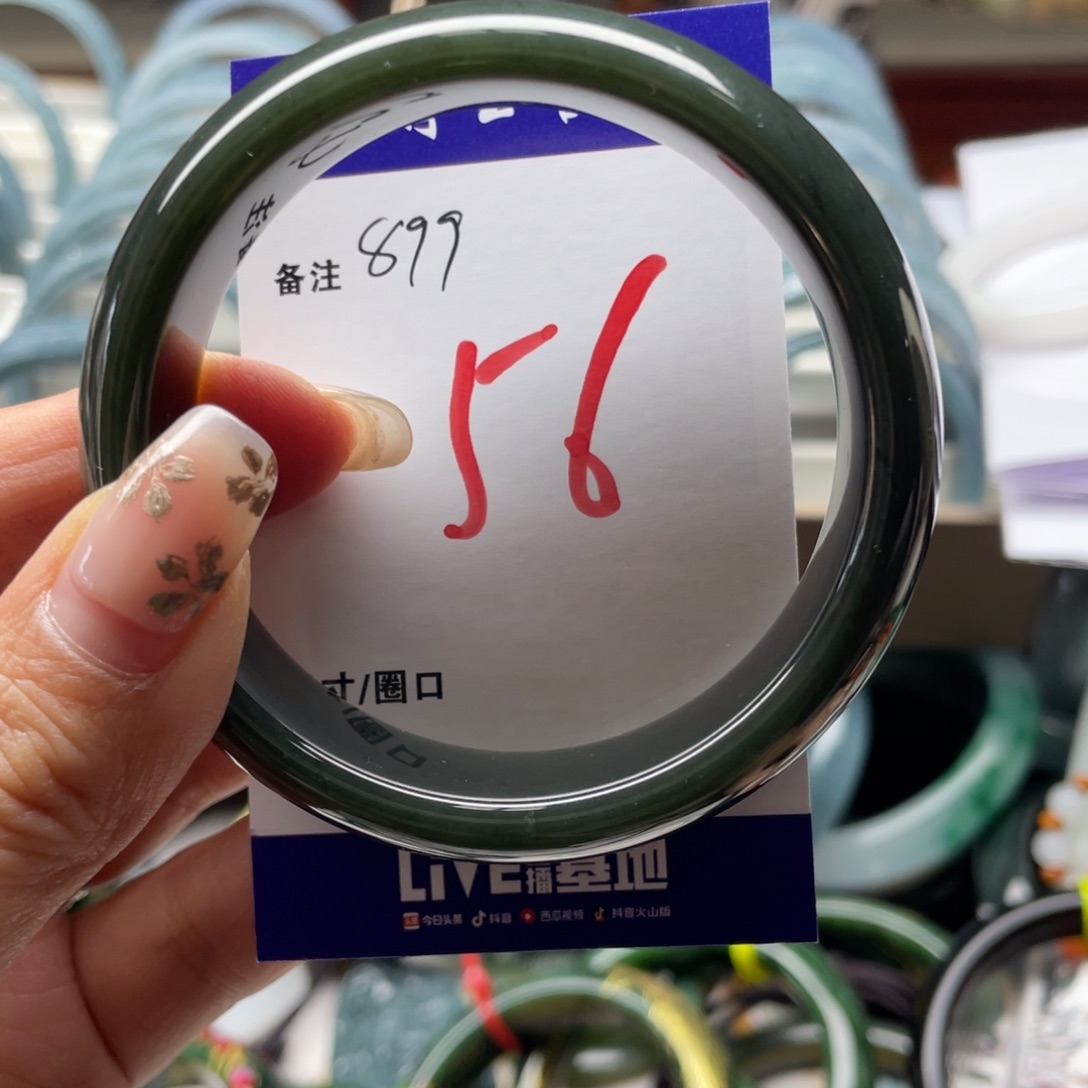 备注 899
56
寸/圈口
LIVE播基地
今日头条 抖音 西瓜视频 抖音火山版